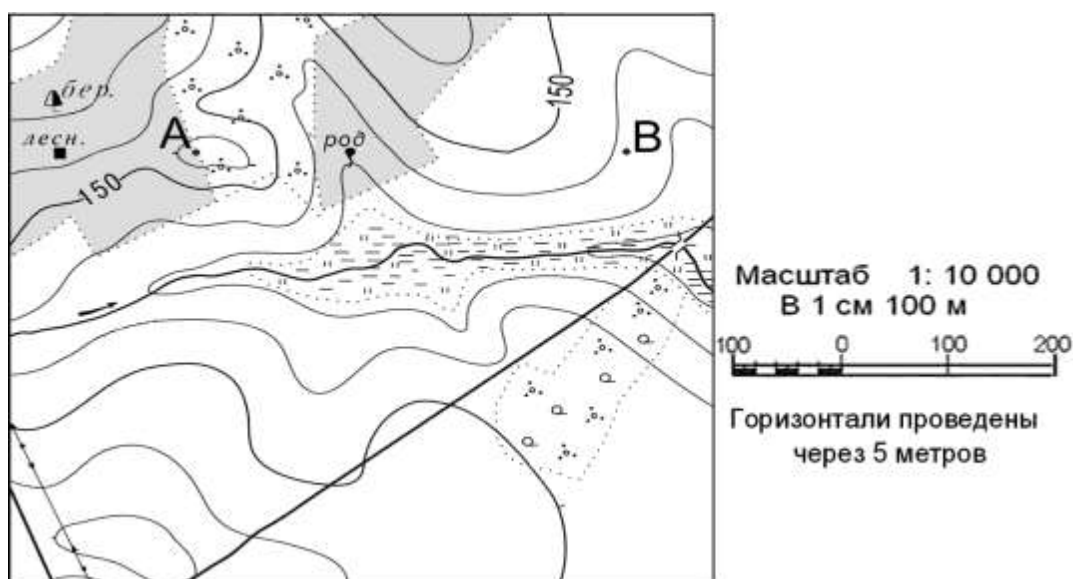 150
бер.
лесн.
А
род
В
150
Масштаб 1: 10 000
В 1 см 100 м
100 0 100 200
Горизонтали проведены
через 5 метров